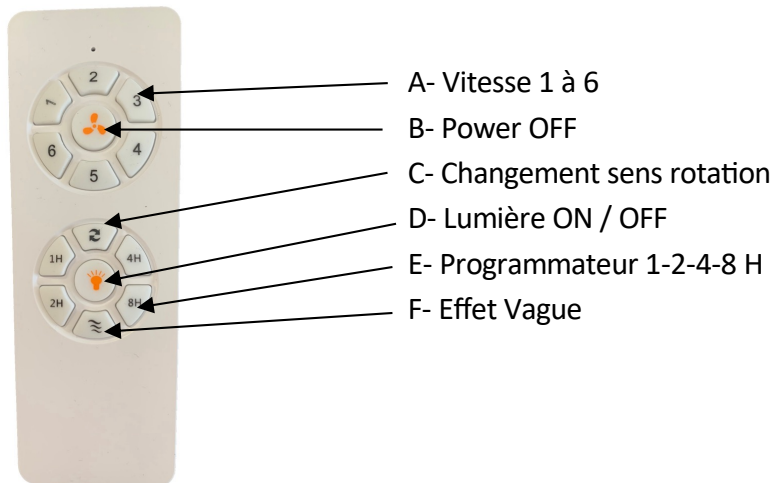 2
1
3
6
4
5
A- Vitesse 1 à 6
B- Power OFF
C- Changement sens rotation
D- Lumière ON / OFF
E- Programmateur 1-2-4-8 H
F- Effet Vague
1H
4H
2H
8H